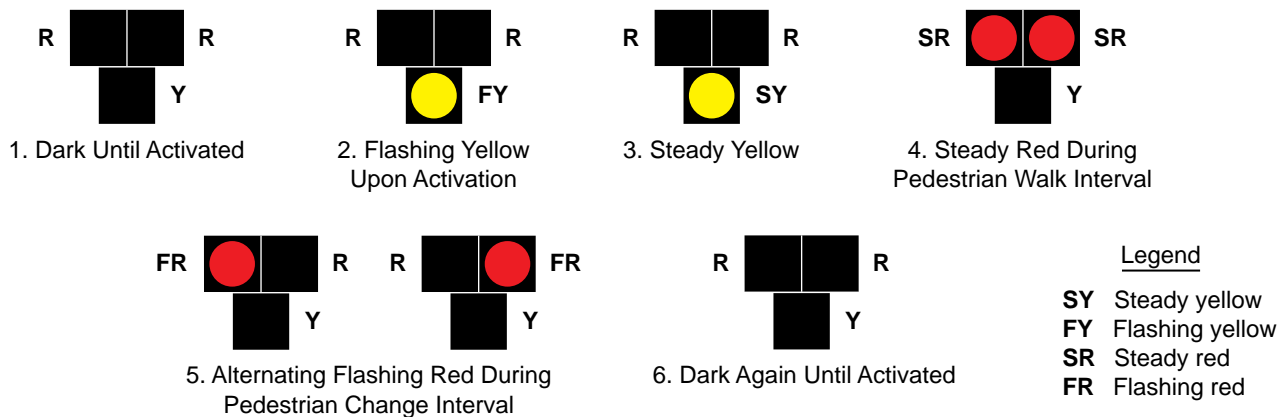 R R
Y
1. Dark Until Activated
R R
FY
2. Flashing Yellow
Upon Activation
R R
SY
3. Steady Yellow
SR SR
Y
4. Steady Red During
Pedestrian Walk Interval
FR R
Y
R FR
Y
5. Alternating Flashing Red During
Pedestrian Change Interval
R R
Y
6. Dark Again Until Activated
Legend
SY Steady yellow
FY Flashing yellow
SR Steady red
FR Flashing red